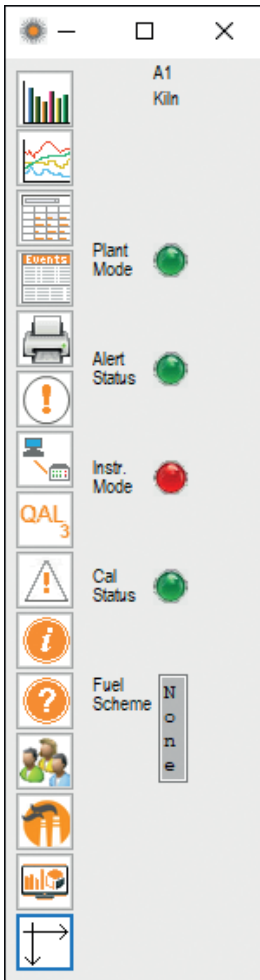 A1
Kiln
Events
Plant
Mode
Alert
Status
!
Instr.
Mode
QAL
3
Cal
Status
!
i
?
Fuel
Scheme
N
o
n
e